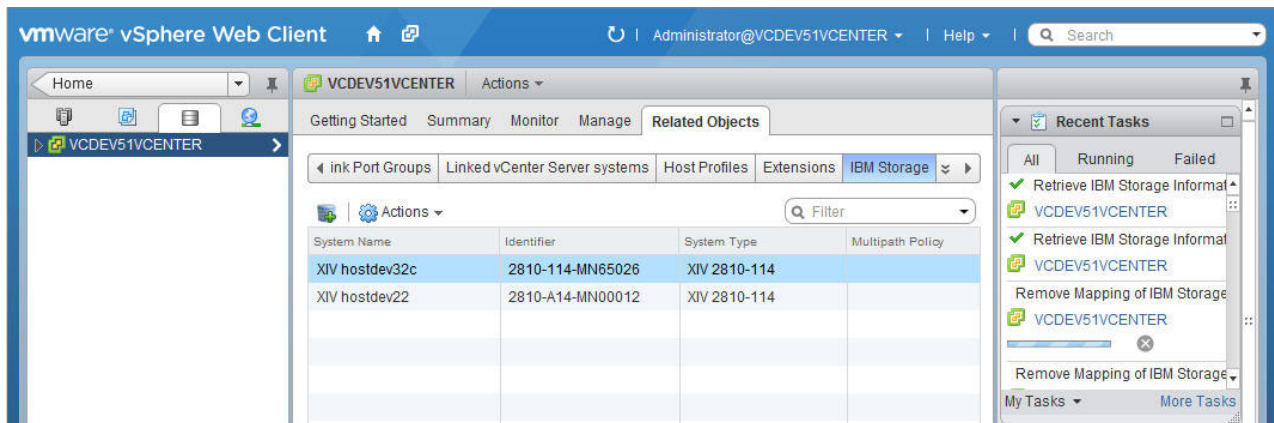 vmware® vSphere Web Client
Administrator@VCDEV51VCENTER
Help
Search
Home
VCDEV51VCENTER
VCDEV51VCENTER
Actions
Getting Started
Summary
Monitor
Manage
Related Objects
ink Port Groups
Linked vCenter Server systems
Host Profiles
Extensions
IBM Storage
Actions
Filter
System Name Identifier System Type Multipath Policy
XIV hostdev32c 2810-114-MN65026 XIV 2810-114
XIV hostdev22 2810-A14-MN00012 XIV 2810-114
Recent Tasks
All Running Failed
Retrieve IBM Storage Informat
VCDEV51VCENTER
Retrieve IBM Storage Informat
VCDEV51VCENTER
Remove Mapping of IBM Storage
VCDEV51VCENTER
Remove Mapping of IBM Storage
My Tasks
More Tasks